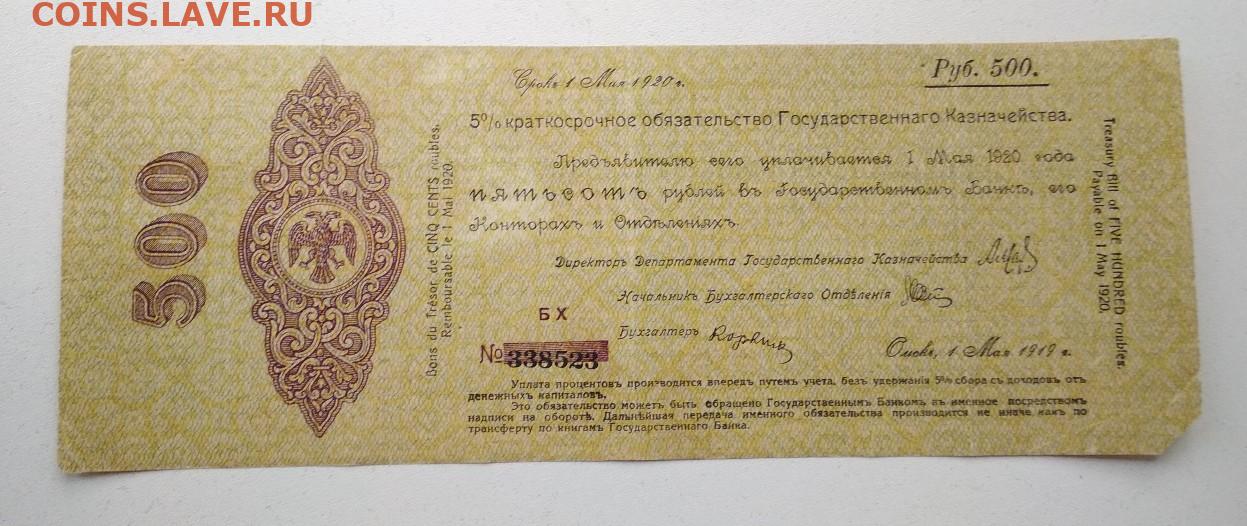 COINS.LAVE.RU
Руб. 500.
Срокъ 1 Мая 1920 г.
5% краткосрочное обязательство Государственнаго Казначейства.
Предъявителю его уплачивается 1 Мая 1920 года
ПЯТЬСОТЪ рублей въ Государственномъ Банкѣ, его
Конторахъ и Отдѣленіяхъ.
Директоръ Департамента Государственнаго Казначейства
Начальникъ Бухгалтерскаго Отдѣленія
Бухгалтеръ
БХ
№ 338523
Омскъ, 1 Мая 1919 г.
Уплата процентовъ производится впередъ путемъ учета, безъ удержанія 5% сбора съ доходовъ отъ
денежныхъ капиталовъ.
Это обязательство можетъ быть обращено Государственнымъ Банкомъ въ именное посредствомъ
надписи на оборотѣ. Дальнѣйшая передача именного обязательства производится не иначе, какъ по
трансферту по книгамъ Государственнаго Банка.
500
Bons du Trésor de CINQ CENTS roubles.
Remboursable le 1 Mai 1920.
Treasury Bill of FIVE HUNDRED roubles.
Payable on 1 May 1920.